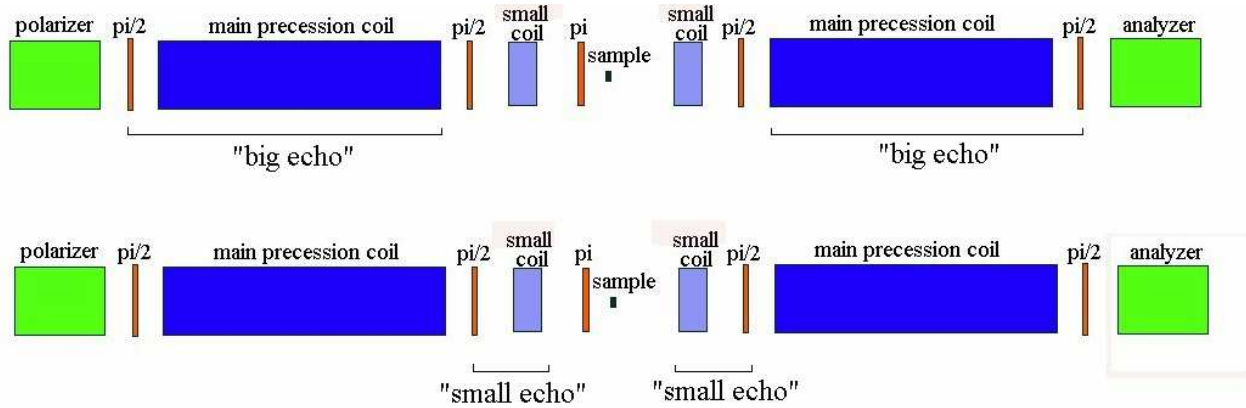 small small
polarizer pi/2 main precession coil pi/2 coil pi coil pi/2 main precession coil pi/2 analyzer
sample
"big echo" "big echo"
small small
polarizer pi/2 main precession coil pi/2 coil pi coil pi/2 main precession coil pi/2 analyzer
sample
"small echo" "small echo"